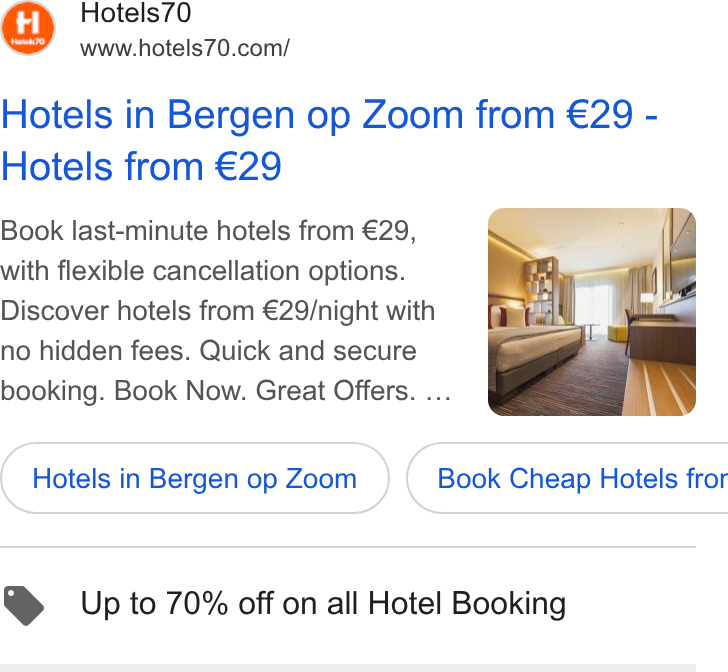 H
Hotels70
Hotels70
www.hotels70.com/
Hotels in Bergen op Zoom from €29 -
Hotels from €29
Book last-minute hotels from €29,
with flexible cancellation options.
Discover hotels from €29/night with
no hidden fees. Quick and secure
booking. Book Now. Great Offers. …
Hotels in Bergen op Zoom
Book Cheap Hotels from
Up to 70% off on all Hotel Booking